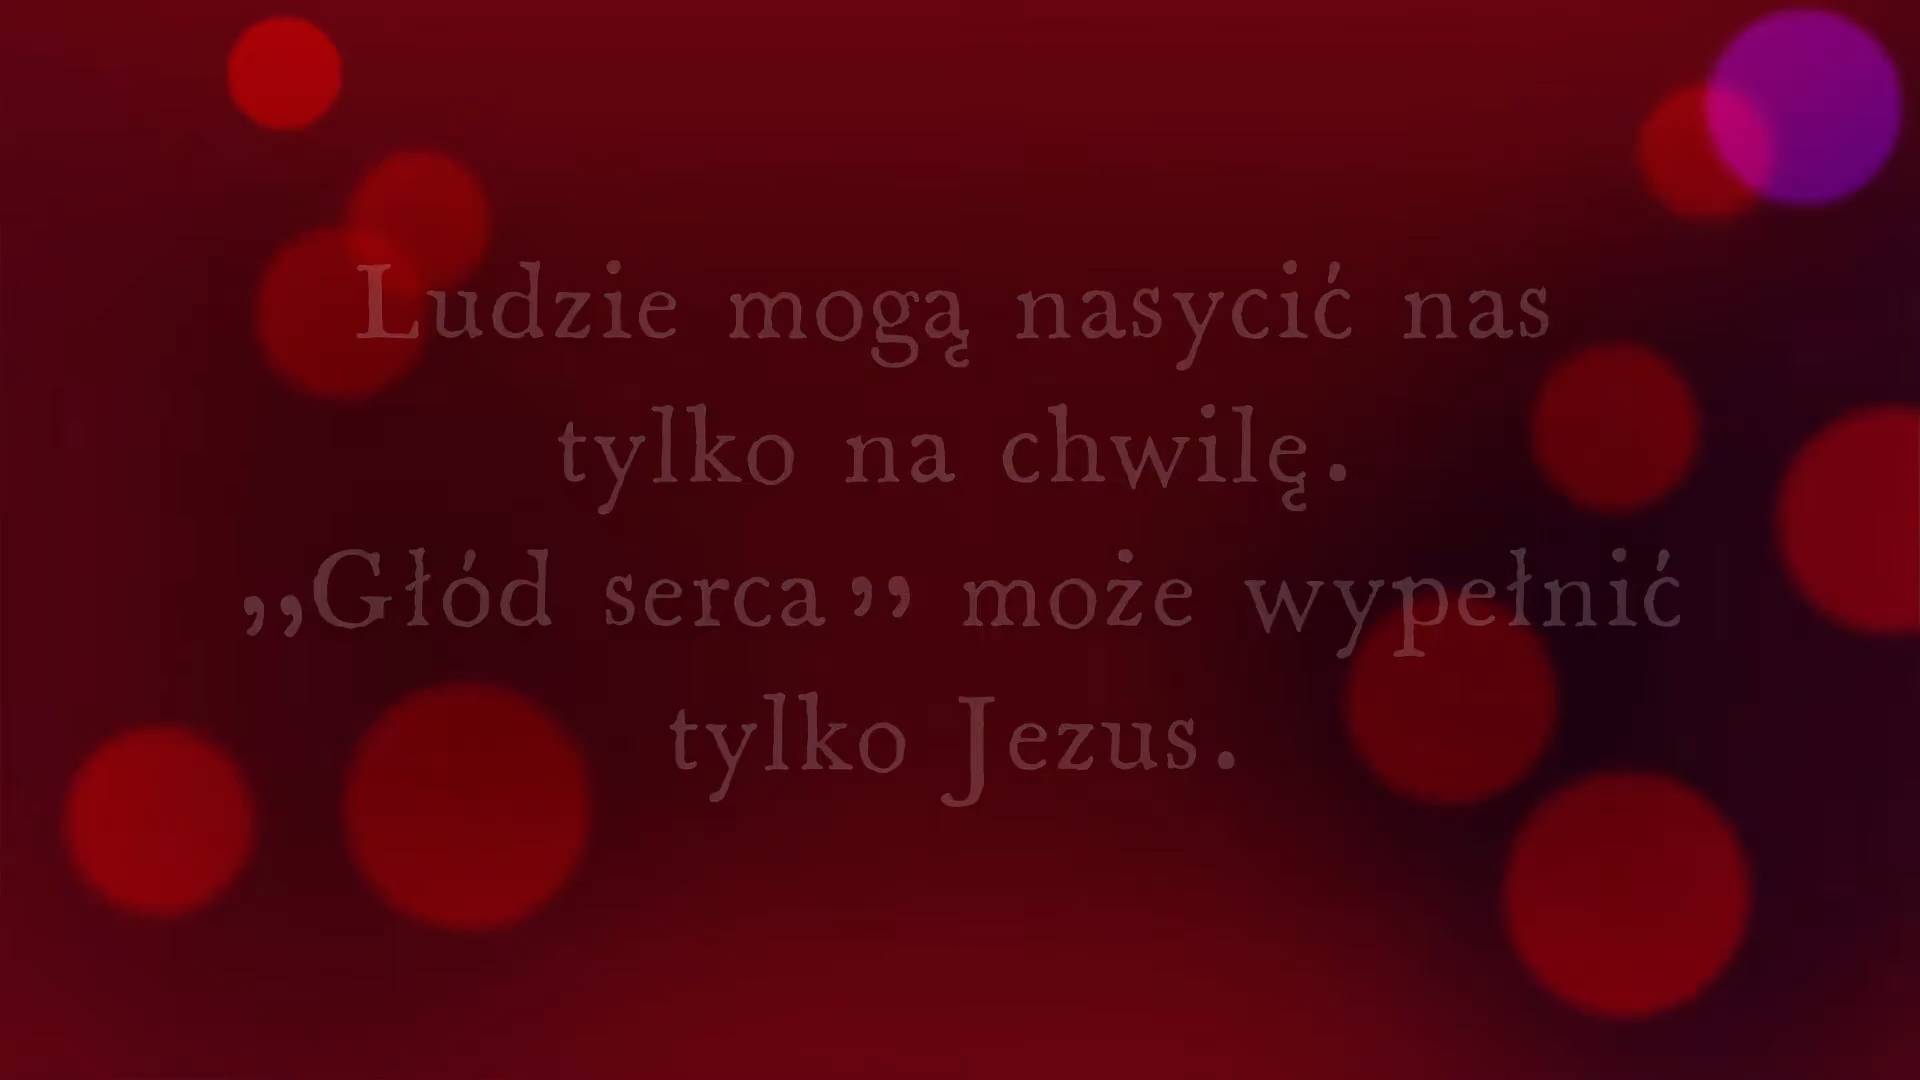 Ludzie mogą nasycić nas
tylko na chwilę.
„Głód serca” może wypełnić
tylko Jezus.